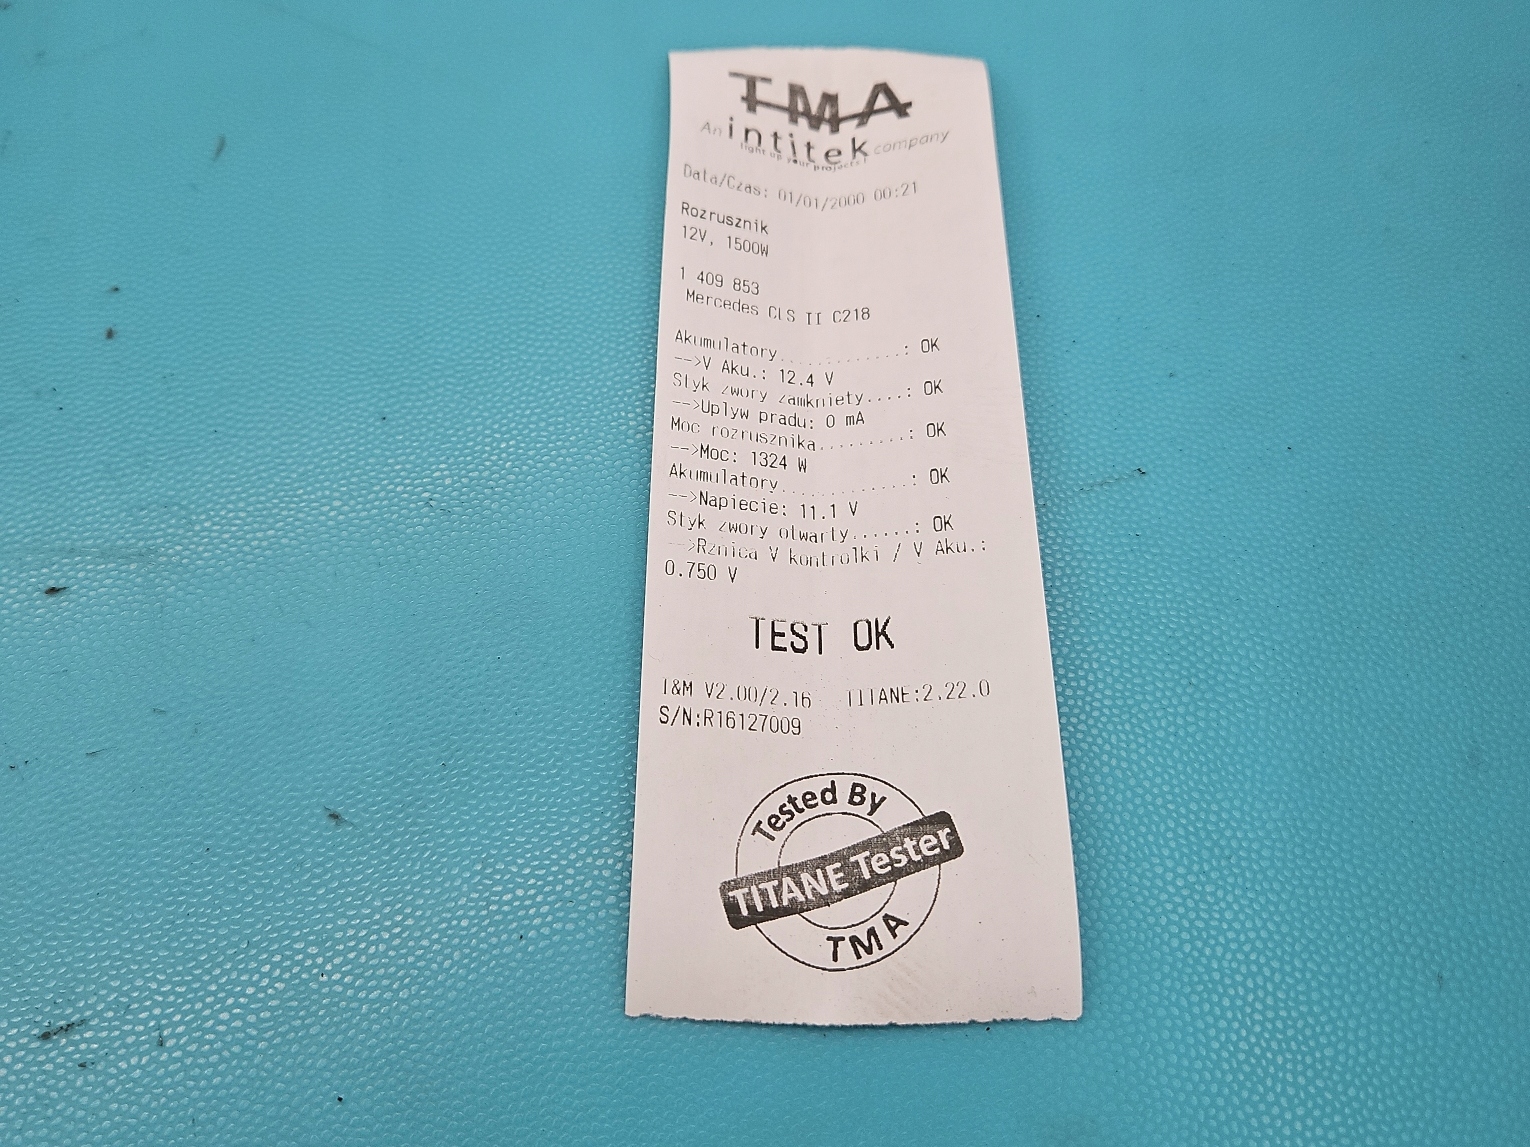 TMA
An intitek company
light up your projects!
Data/Czas: 01/01/2000 00:21
Rozrusznik
12V, 1500W
1 409 853
Mercedes CLS II C218
Akumulatory.............: OK
-->V Aku.: 12.4 V
Styk zwory zamkniety....: OK
-->Uplyw pradu: 0 mA
Moc rozrusznika.........: OK
-->Moc: 1324 W
Akumulatory.............: OK
-->Napiecie: 11.1 V
Styk zwory otwarty......: OK
-->Rznica V kontrolki / V Aku.:
0.750 V
TEST OK
I&M V2.00/2.16 TITANE:2.22.0
S/N:R16127009
Tested By
TITANE Tester
TMA